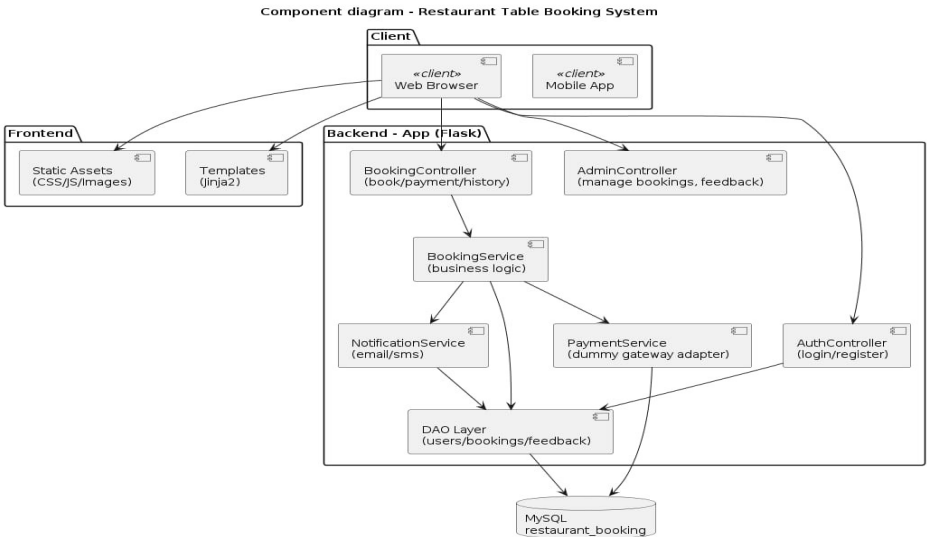 Component diagram - Restaurant Table Booking System
Client
«client»
Web Browser
«client»
Mobile App
Frontend
Static Assets
(CSS/JS/Images)
Templates
(Jinja2)
Backend - App (Flask)
BookingController
(book/payment/history)
AdminController
(manage bookings, feedback)
BookingService
(business logic)
NotificationService
(email/sms)
PaymentService
(dummy gateway adapter)
AuthController
(login/register)
DAO Layer
(users/bookings/feedback)
MySQL
restaurant_booking